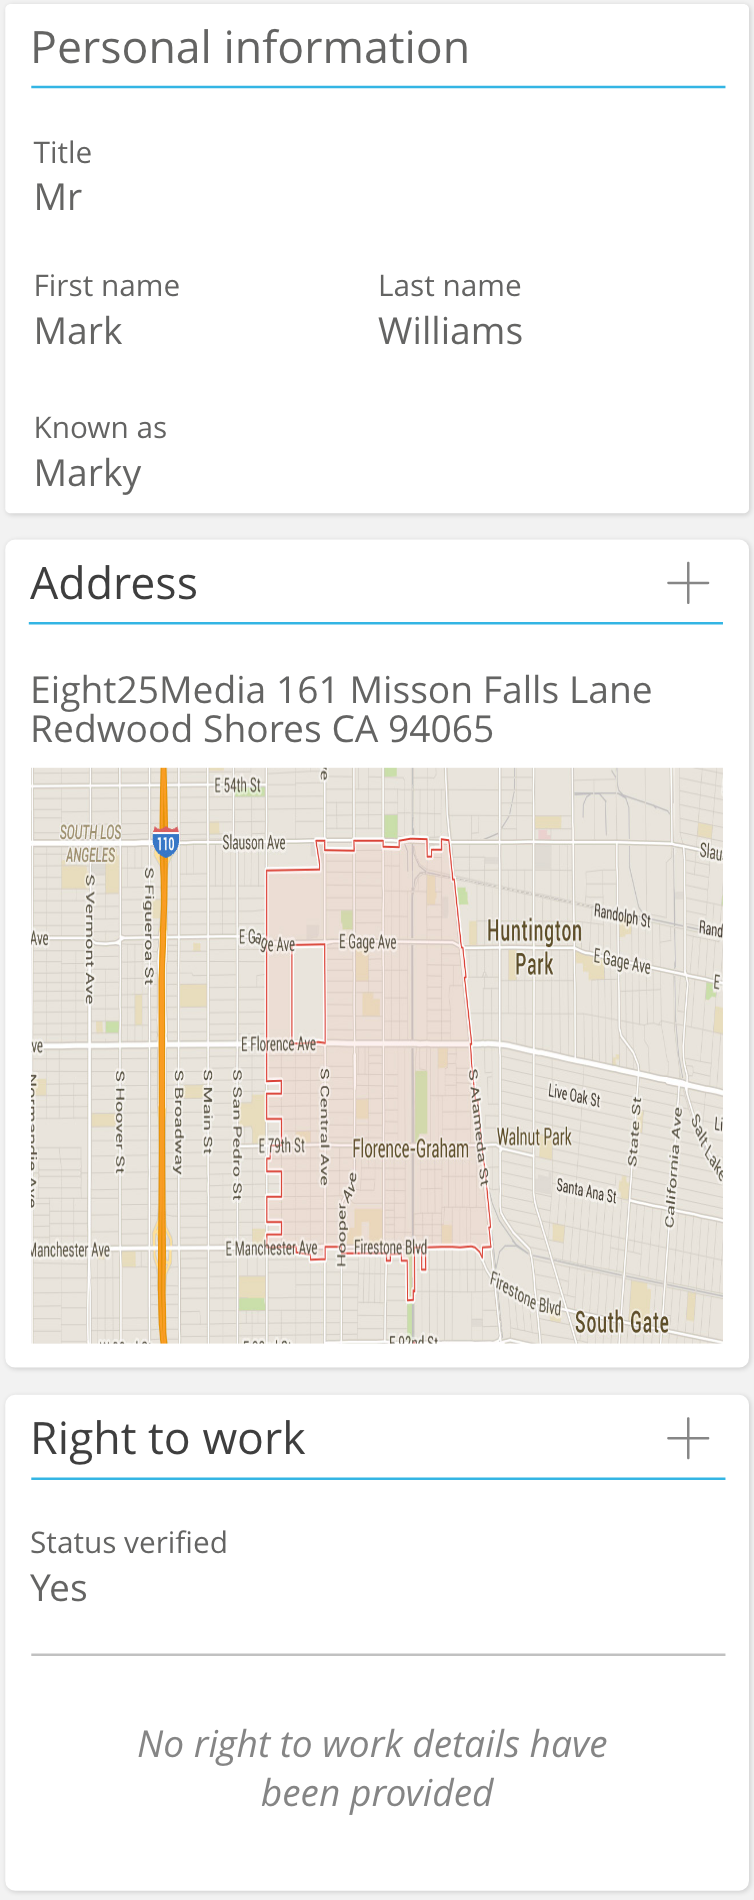 Personal information
Title
Mr
First name
Last name
Mark
Williams
Known as
Marky
Address
Eight25Media 161 Misson Falls Lane
Redwood Shores CA 94065
E 54th St
SOUTH LOS
ANGELES
110
Slauson Ave
Slau
S Vermont Ave
S Figueroa St
Ave
E Gage Ave
E Gage Ave
Huntington
Park
Randolph St
Rand
E Gage Ave
E
ve
E Florence Ave
S Hoover St
S Broadway
S Main St
S San Pedro St
S Central Ave
S Alameda St
Live Oak St
State St
California Ave
Salt Lake
Li
E 79th St
Florence-Graham
Walnut Park
Santa Ana St
Hooper Ave
Manchester Ave
E Manchester Ave
Firestone Blvd
Firestone Blvd
South Gate
E 92nd St
Right to work
Status verified
Yes
No right to work details have
been provided